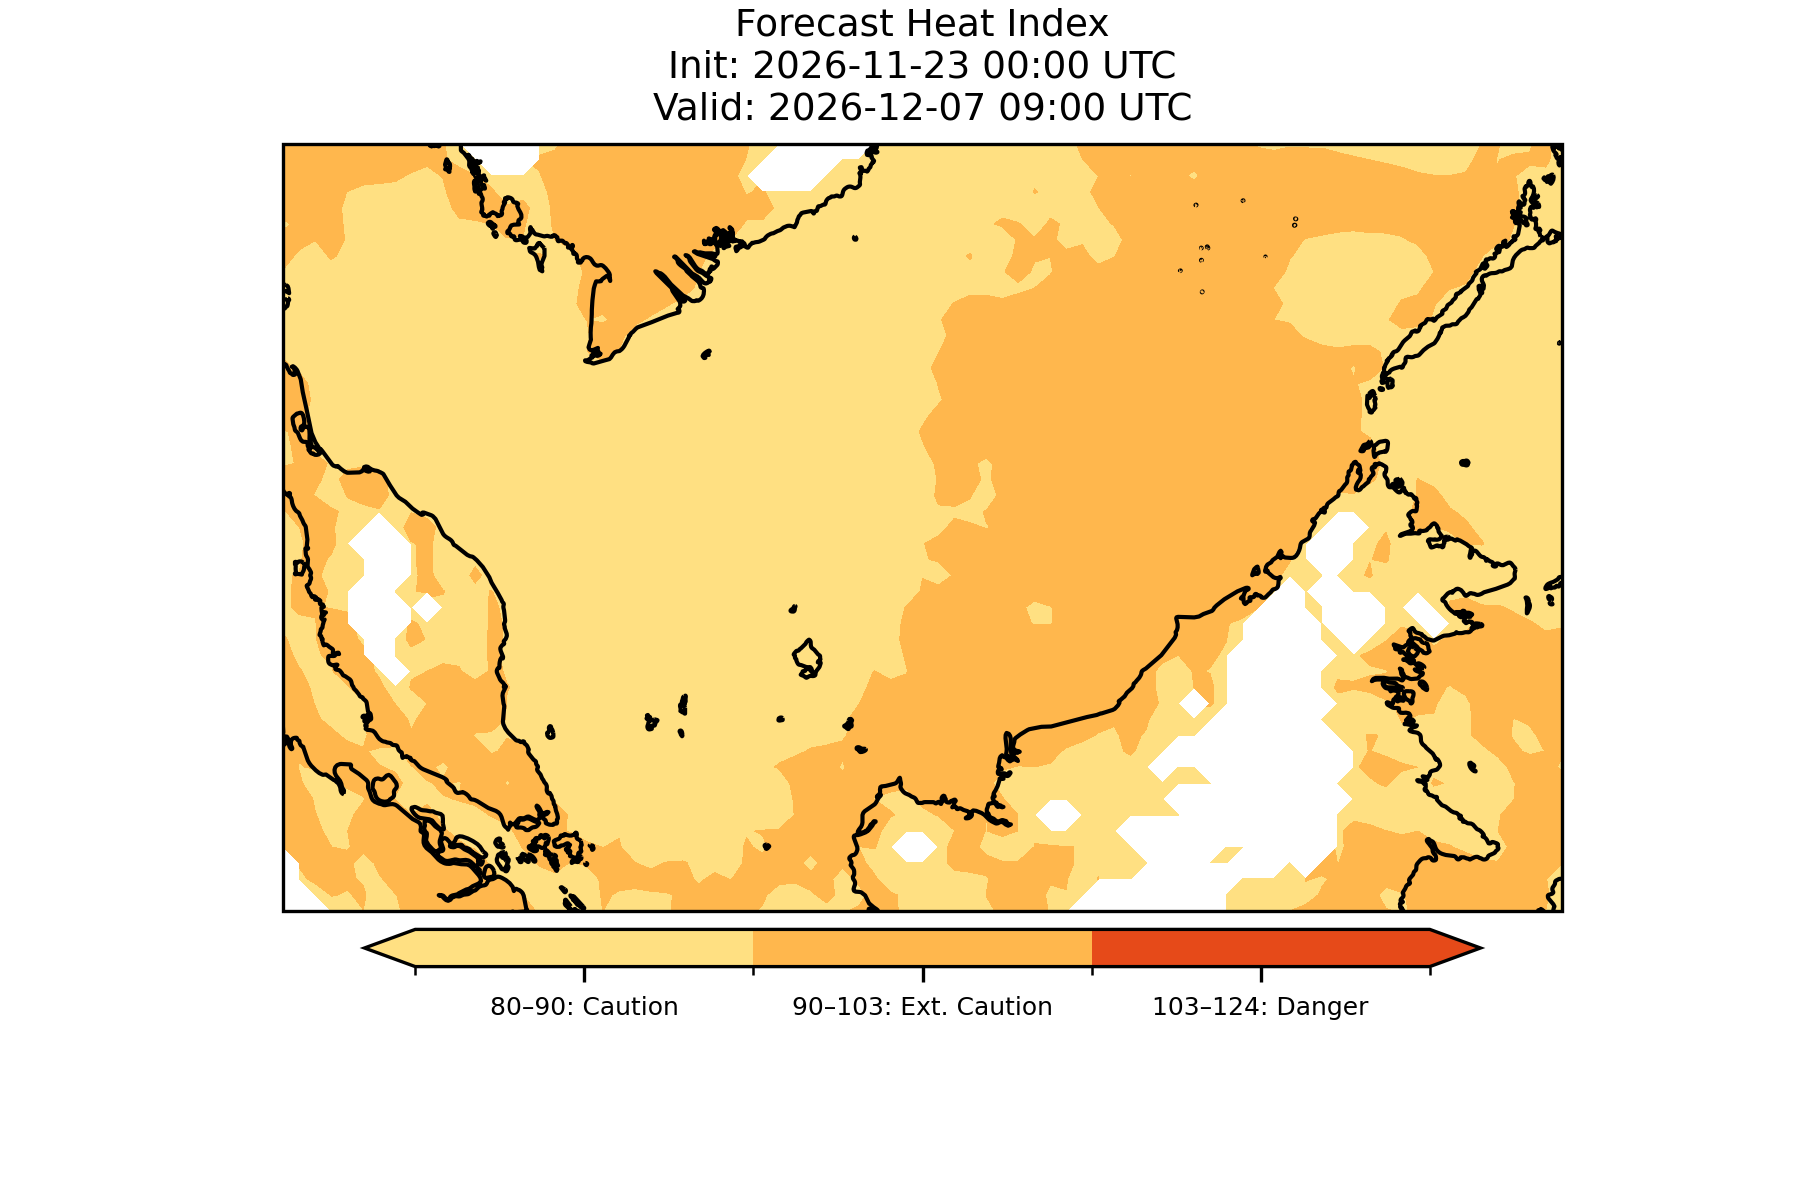 Forecast Heat Index
Init: 2026-11-23 00:00 UTC
Valid: 2026-12-07 09:00 UTC
80–90: Caution
90–103: Ext. Caution
103–124: Danger